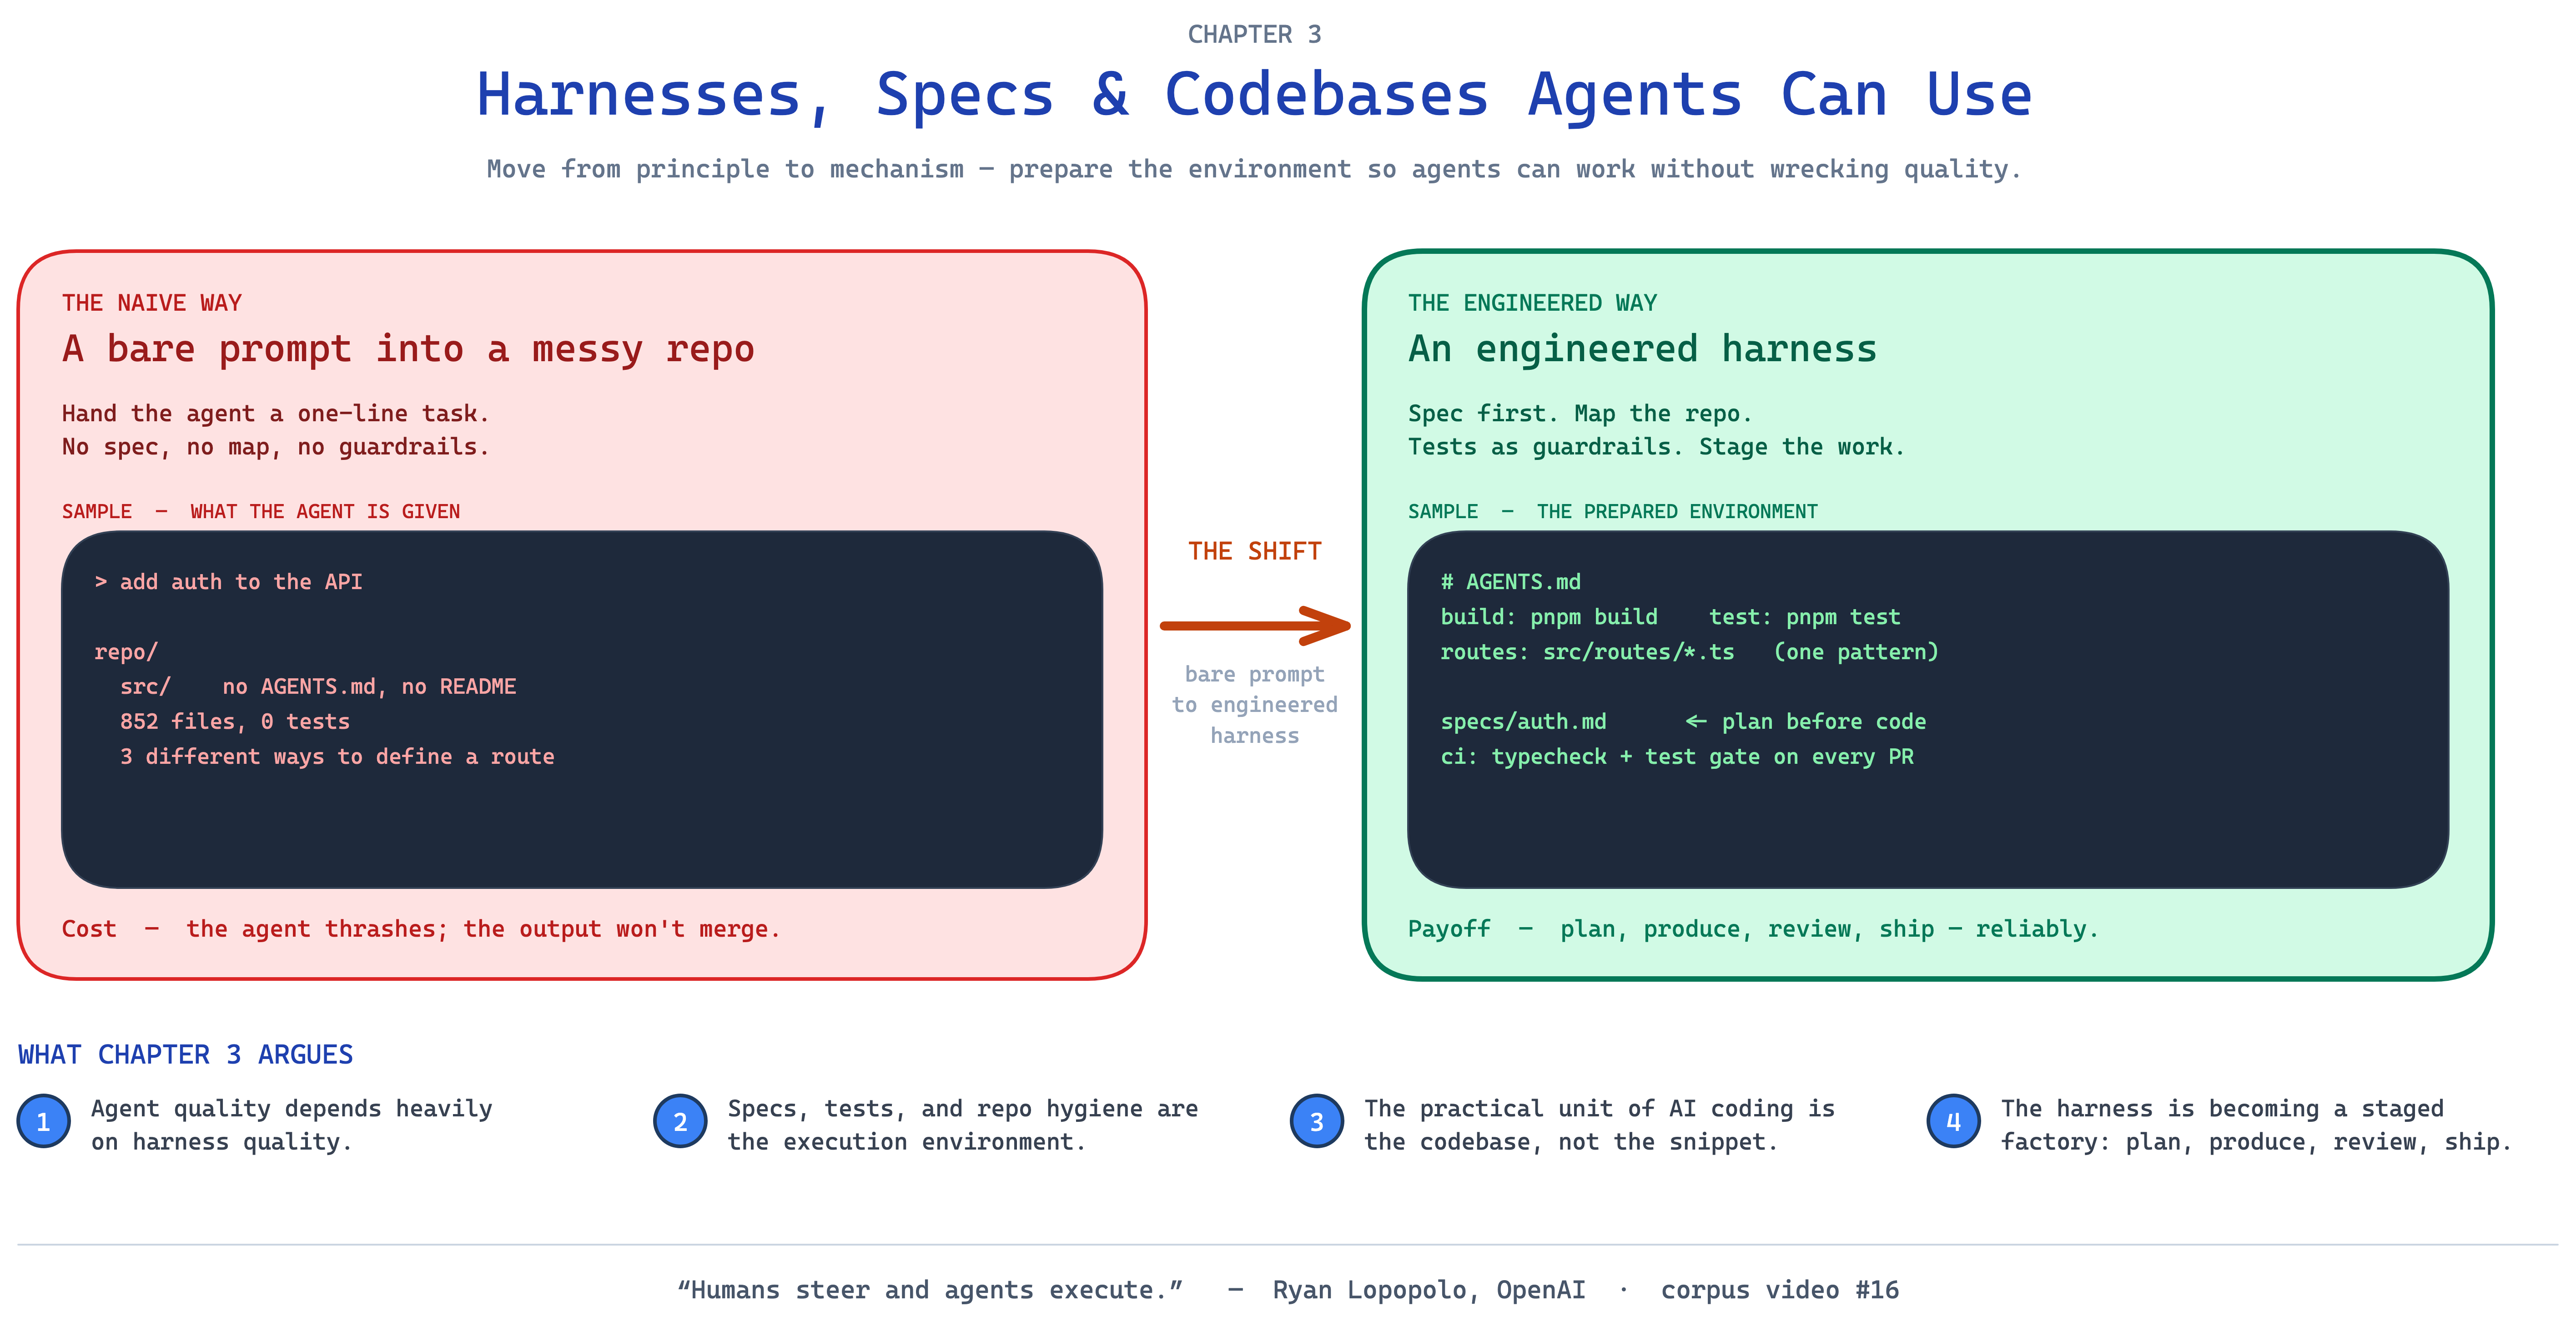 CHAPTER 3
Harnesses, Specs & Codebases Agents Can Use
Move from principle to mechanism — prepare the environment so agents can work without wrecking quality.
THE NAIVE WAY
A bare prompt into a messy repo
Hand the agent a one-line task.
No spec, no map, no guardrails.
SAMPLE — WHAT THE AGENT IS GIVEN
> add auth to the API
repo/
src/    no AGENTS.md, no README
852 files, 0 tests
3 different ways to define a route
Cost — the agent thrashes; the output won't merge.
THE SHIFT
bare prompt
to engineered
harness
THE ENGINEERED WAY
An engineered harness
Spec first. Map the repo.
Tests as guardrails. Stage the work.
SAMPLE — THE PREPARED ENVIRONMENT
# AGENTS.md
build: pnpm build    test: pnpm test
routes: src/routes/*.ts   (one pattern)
specs/auth.md      ← plan before code
ci: typecheck + test gate on every PR
Payoff — plan, produce, review, ship — reliably.
WHAT CHAPTER 3 ARGUES
1
Agent quality depends heavily
on harness quality.
2
Specs, tests, and repo hygiene are
the execution environment.
3
The practical unit of AI coding is
the codebase, not the snippet.
4
The harness is becoming a staged
factory: plan, produce, review, ship.
“Humans steer and agents execute.” — Ryan Lopopolo, OpenAI · corpus video #16